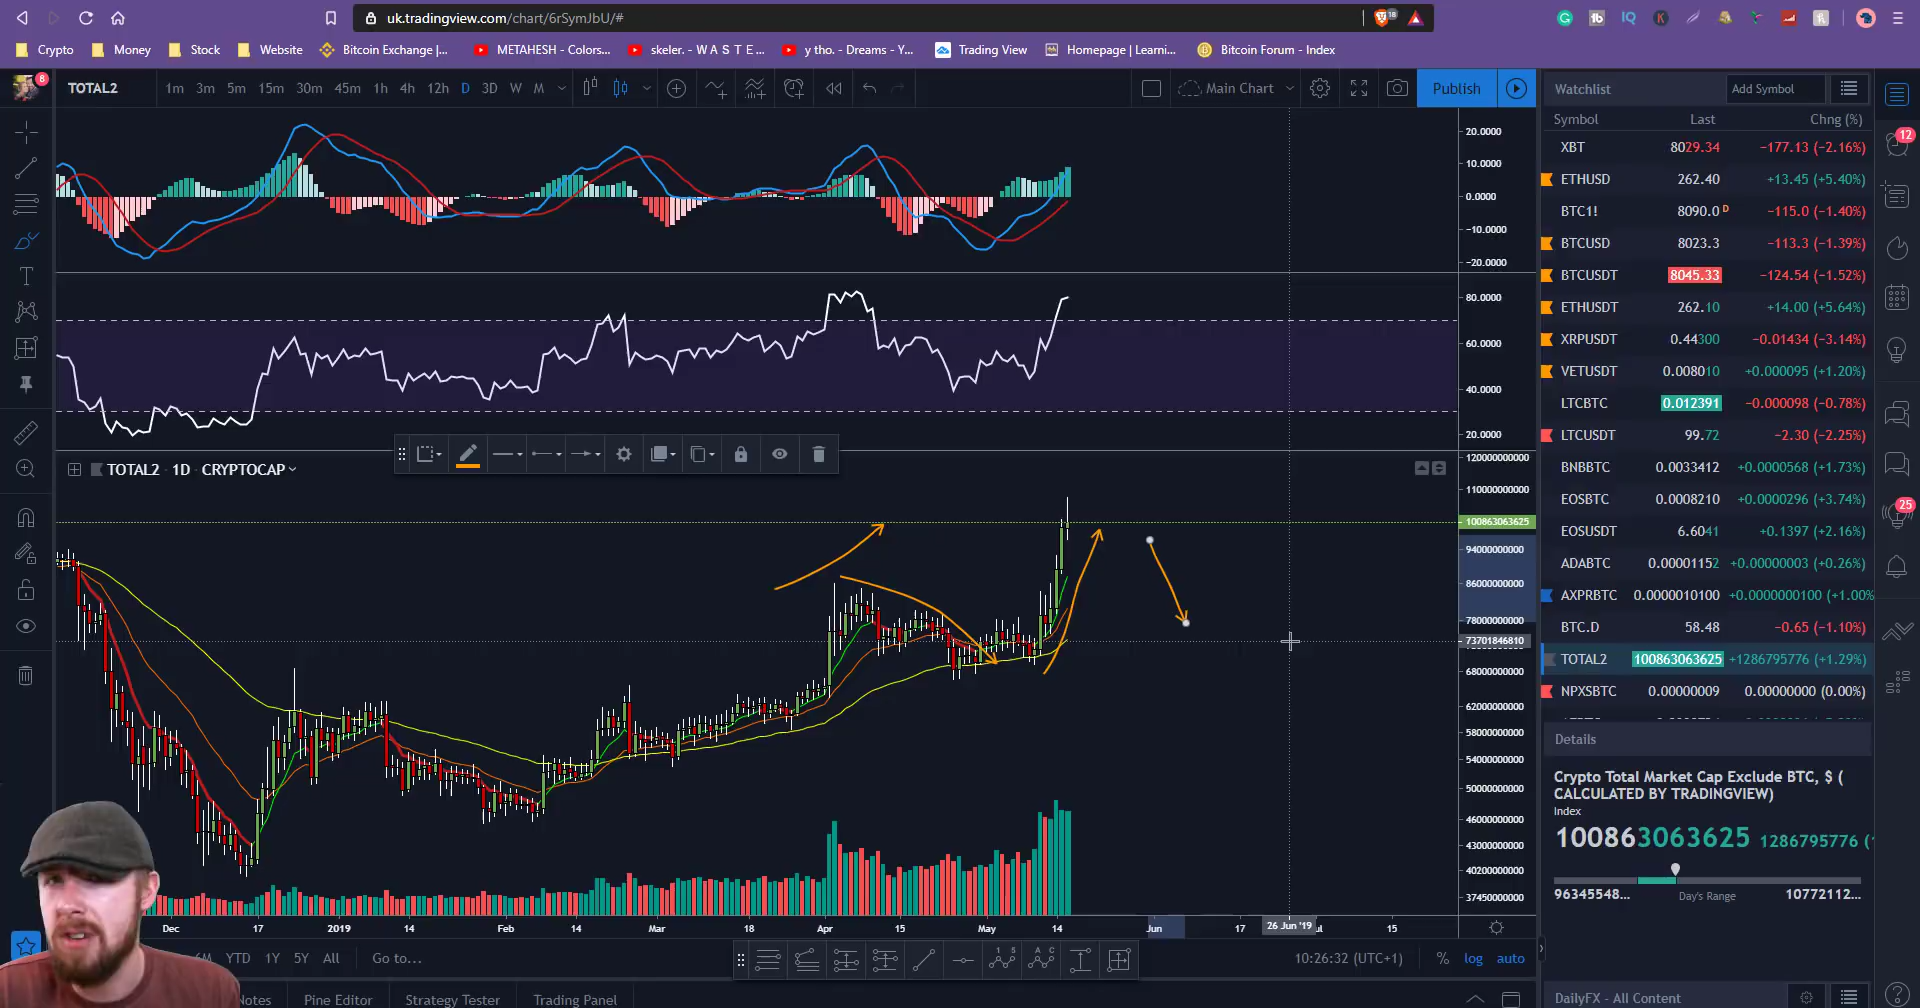 uk.tradingview.com/chart/6rSymJbU/#
18
Crypto Money Stock Website Bitcoin Exchange |... METAHESH - Colors... skeler. - W A S T E ... y tho. - Dreams - Y... Trading View Homepage | Learni... Bitcoin Forum - Index
8
TOTAL2 1m 3m 5m 15m 30m 45m 1h 4h 12h D 3D W M Main Chart Publish
Watchlist Add Symbol
Symbol Last Chng (%)
XBT 8029.34 −177.13 (−2.16%)
ETHUSD 262.40 +13.45 (+5.40%)
BTC1! 8090.0 D −115.0 (−1.40%)
BTCUSD 8023.3 −113.3 (−1.39%)
BTCUSDT 8045.33 −124.54 (−1.52%)
ETHUSDT 262.10 +14.00 (+5.64%)
XRPUSDT 0.44300 −0.01434 (−3.14%)
VETUSDT 0.008010 +0.000095 (+1.20%)
LTCBTC 0.012391 −0.000098 (−0.78%)
LTCUSDT 99.72 −2.30 (−2.25%)
BNBBTC 0.0033412 +0.0000568 (+1.73%)
EOSBTC 0.0008210 +0.0000296 (+3.74%)
EOSUSDT 6.6041 +0.1397 (+2.16%)
ADABTC 0.00001152 +0.00000003 (+0.26%)
AXPRBTC 0.0000010100 +0.0000000100 (+1.00%
BTC.D 58.48 −0.65 (−1.10%)
TOTAL2 100863063625 +1286795776 (+1.29%)
NPXSBTC 0.00000009 0.00000000 (0.00%)
12
25
20.0000
10.0000
0.0000
−10.0000
−20.0000
80.0000
60.0000
40.0000
20.0000
TOTAL2 1D CRYPTOCAP
120000000000
110000000000
100863063625
94000000000
86000000000
78000000000
73701846810
68000000000
62000000000
58000000000
54000000000
50000000000
46000000000
43000000000
40200000000
37450000000
Dec 17 2019 14 Feb 14 Mar 18 Apr 15 May 14 Jun 17 26 Jun '19 ul 15
6M YTD 1Y 5Y All Go to... 10:26:32 (UTC+1) % log auto
Notes Pine Editor Strategy Tester Trading Panel
Details
Crypto Total Market Cap Exclude BTC, $ (
CALCULATED BY TRADINGVIEW)
Index
100863063625 1286795776 (
96345548... Day's Range 10772112...
DailyFX - All Content